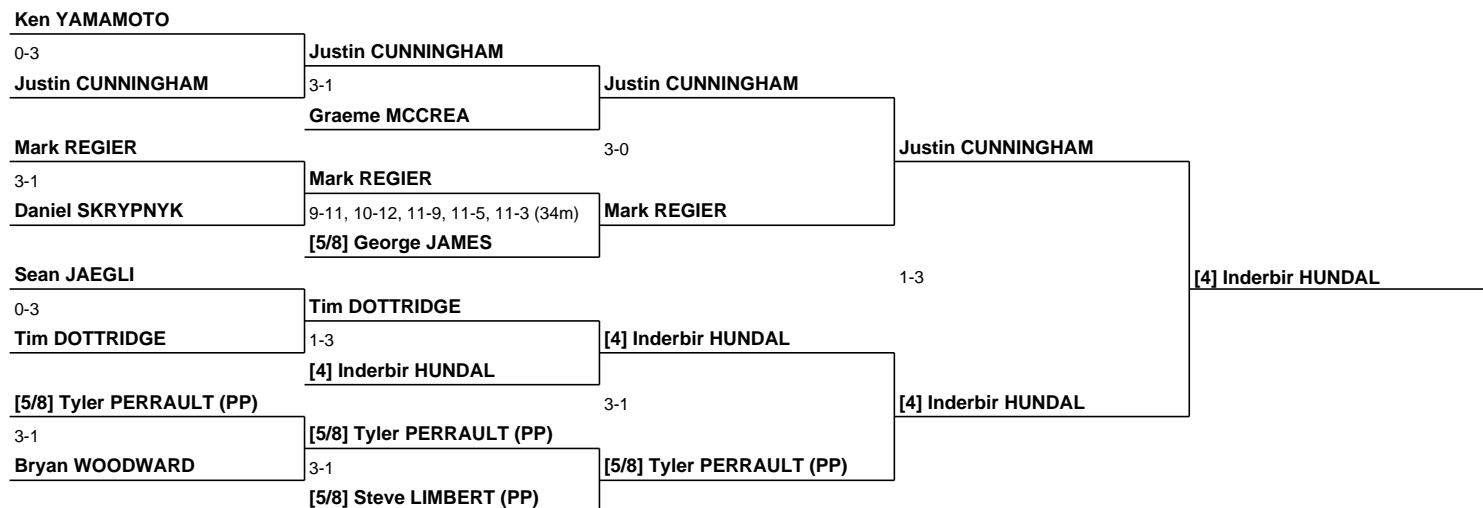 Ken YAMAMOTO
0-3
Justin CUNNINGHAM
Justin CUNNINGHAM
3-1
Graeme MCCREA
Justin CUNNINGHAM
Mark REGIER
3-1
Daniel SKRYPNYK
Mark REGIER
9-11, 10-12, 11-9, 11-5, 11-3 (34m)
[5/8] George JAMES
3-0
Mark REGIER
Justin CUNNINGHAM
Sean JAEGLI
0-3
Tim DOTTRIDGE
Tim DOTTRIDGE
1-3
[4] Inderbir HUNDAL
[4] Inderbir HUNDAL
[5/8] Tyler PERRAULT (PP)
3-1
Bryan WOODWARD
[5/8] Tyler PERRAULT (PP)
3-1
[5/8] Steve LIMBERT (PP)
3-1
[5/8] Tyler PERRAULT (PP)
1-3
[4] Inderbir HUNDAL
[4] Inderbir HUNDAL